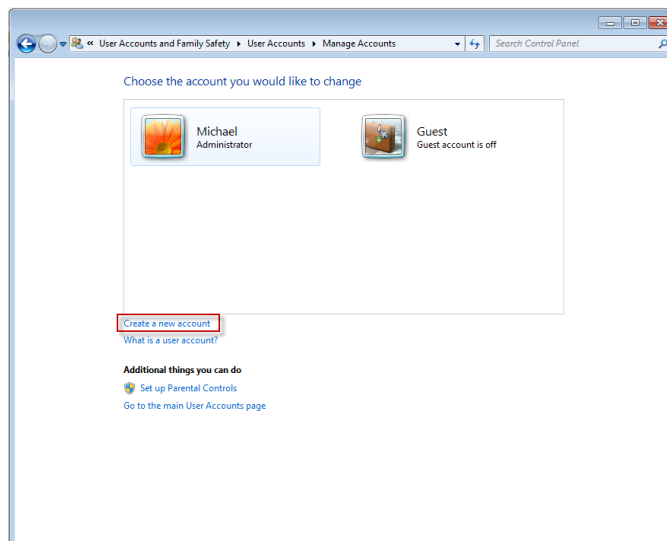 « User Accounts and Family Safety ▸ User Accounts ▸ Manage Accounts
Search Control Panel
Choose the account you would like to change
Michael
Administrator
Guest
Guest account is off
Create a new account
What is a user account?
Additional things you can do
Set up Parental Controls
Go to the main User Accounts page